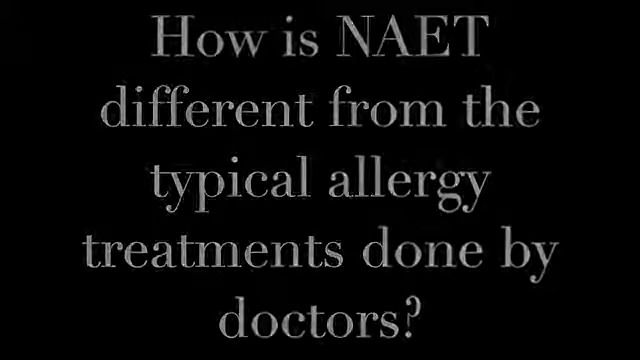 How is NAET
different from the
typical allergy
treatments done by
doctors?